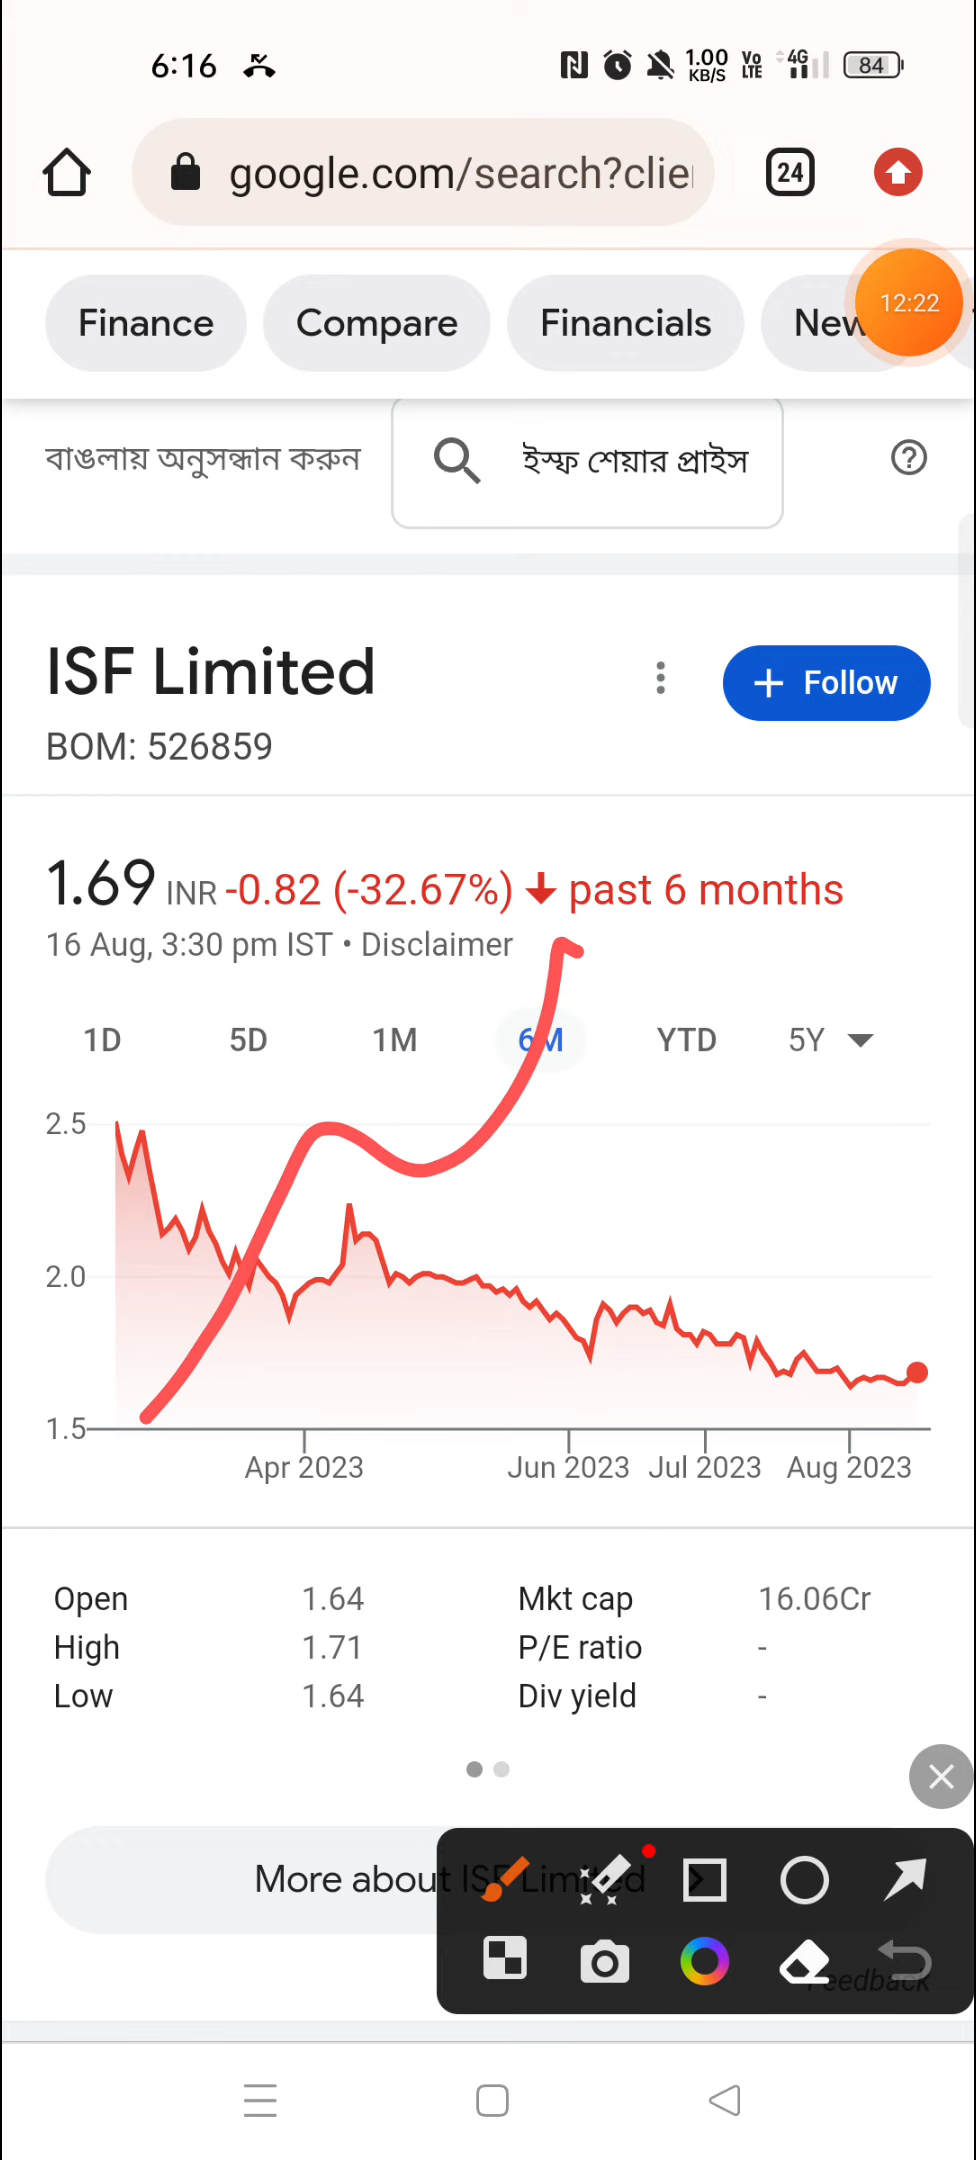 6:16 1.00 KB/S Vo LTE 4G 84
google.com/search?clie
24
Finance Compare Financials New
12:22
বাঙলায় অনুসন্ধান করুন ইস্ফ শেয়ার প্রাইস
ISF Limited
+ Follow
BOM: 526859
1.69 INR -0.82 (-32.67%) ↓ past 6 months
16 Aug, 3:30 pm IST • Disclaimer
1D 5D 1M 6M YTD 5Y
2.5
2.0
1.5
Apr 2023 Jun 2023 Jul 2023 Aug 2023
Open 1.64 Mkt cap 16.06Cr
High 1.71 P/E ratio -
Low 1.64 Div yield -
More about ISF Limited
Feedback